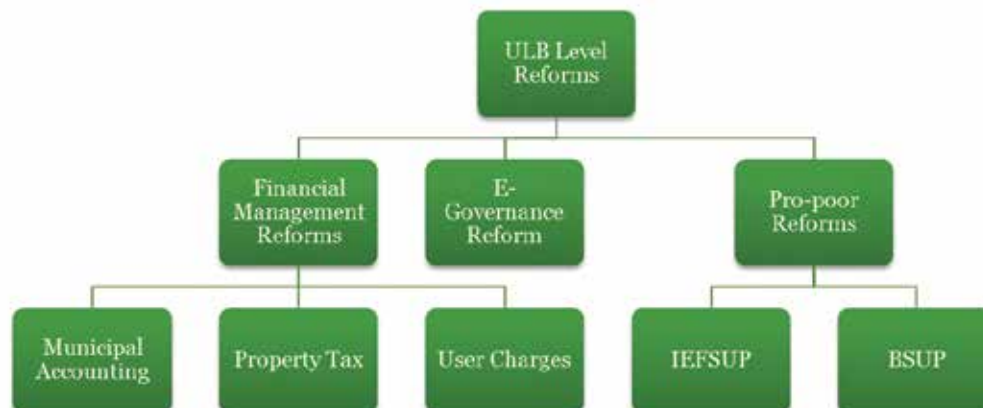 ULB Level
Reforms
Financial
Management
Reforms
E-
Governance
Reform
Pro-poor
Reforms
Municipal
Accounting
Property Tax
User Charges
IEFSUP
BSUP